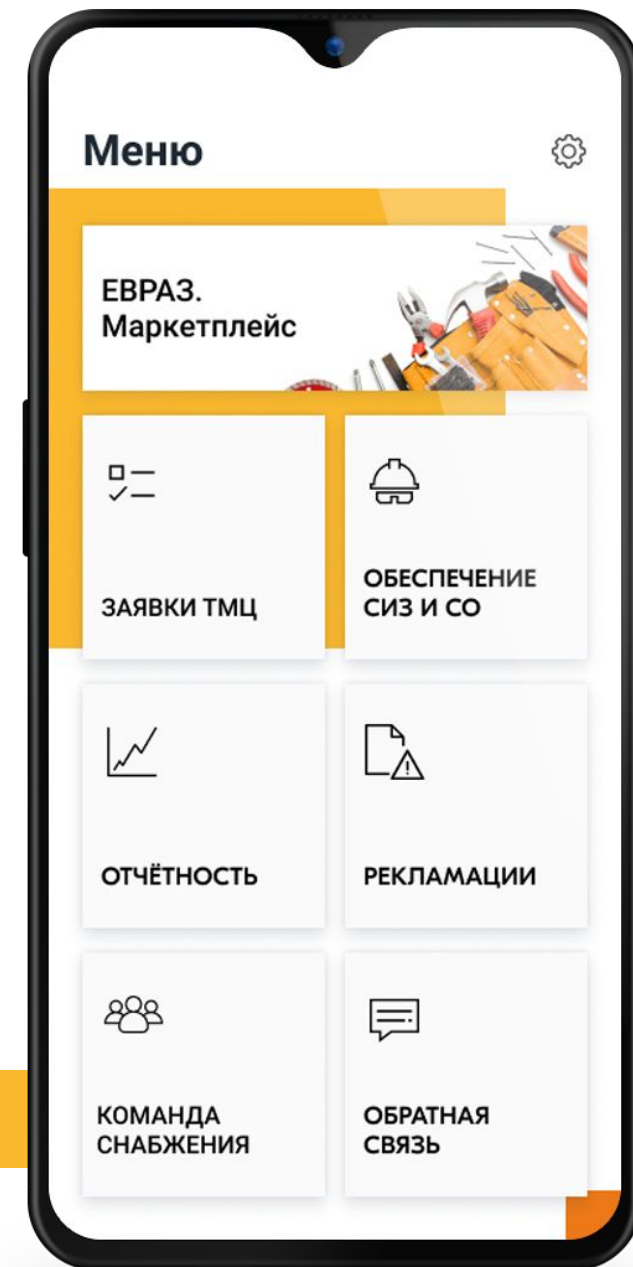 Меню
ЕВРАЗ.
Маркетплейс
ЗАЯВКИ ТМЦ
ОБЕСПЕЧЕНИЕ
СИЗ И СО
ОТЧЁТНОСТЬ
РЕКЛАМАЦИИ
КОМАНДА
СНАБЖЕНИЯ
ОБРАТНАЯ
СВЯЗЬ